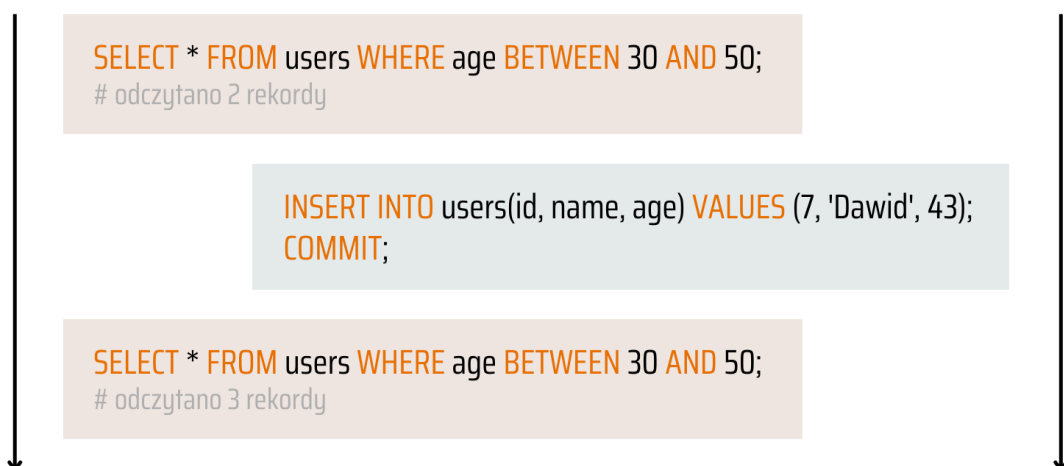 SELECT * FROM users WHERE age BETWEEN 30 AND 50;
# odczytano 2 rekordy
INSERT INTO users(id, name, age) VALUES (7, 'Dawid', 43);
COMMIT;
SELECT * FROM users WHERE age BETWEEN 30 AND 50;
# odczytano 3 rekordy